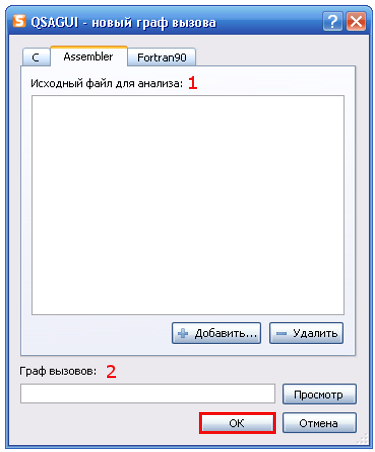 QSAGUI - новый граф вызова
C Assembler Fortran90
Исходный файл для анализа: 1
Добавить... Удалить
Граф вызовов: 2
Просмотр
OK Отмена